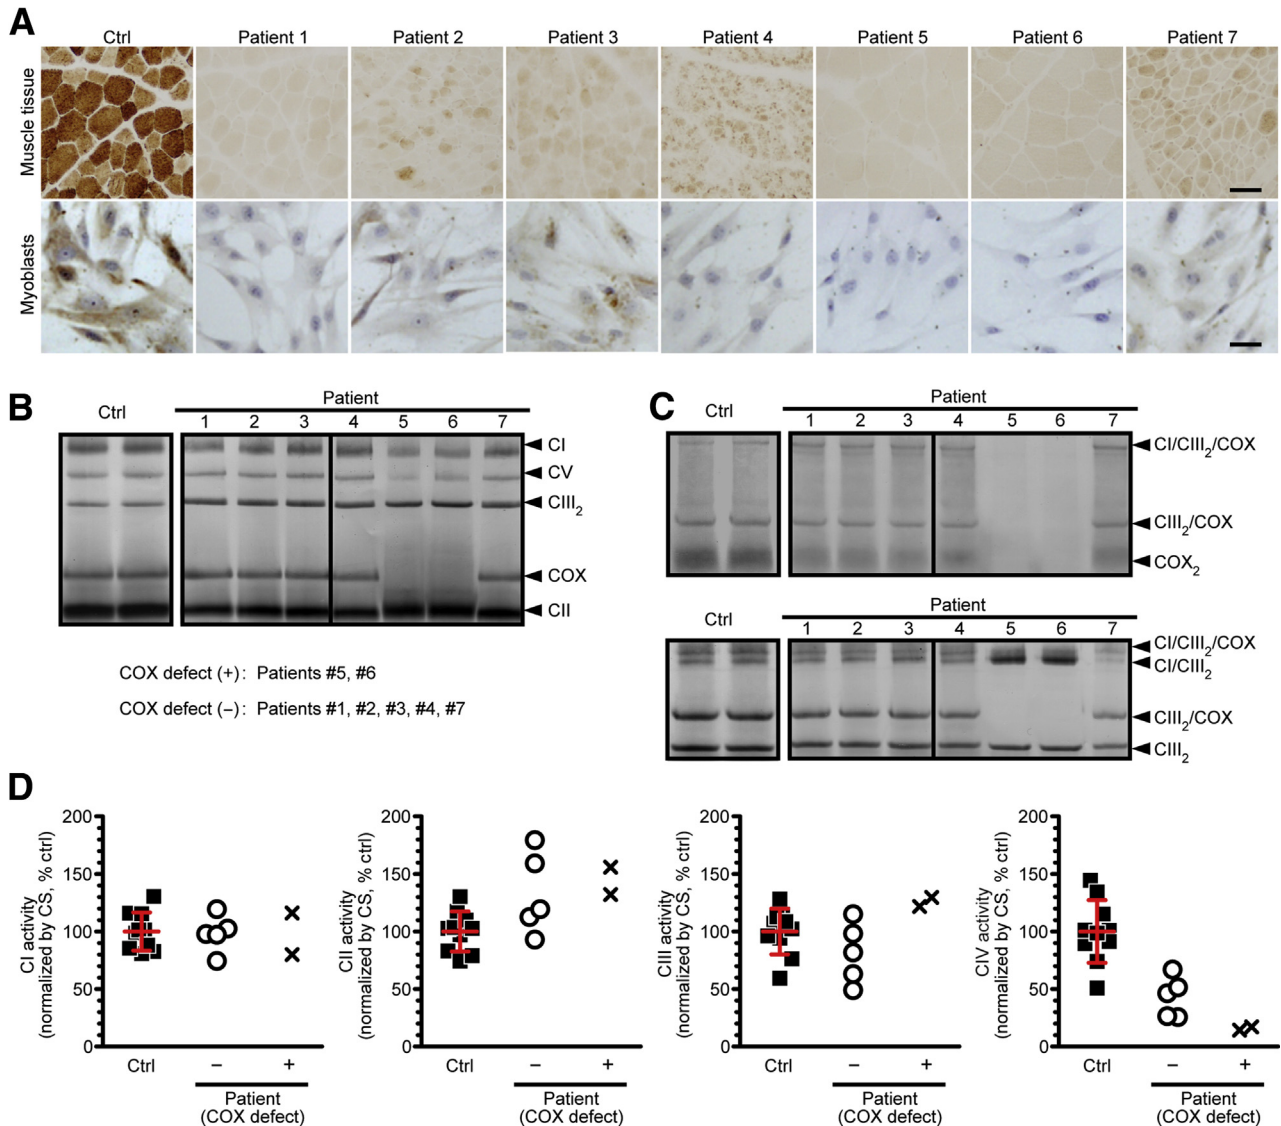 A
Ctrl Patient 1 Patient 2 Patient 3 Patient 4 Patient 5 Patient 6 Patient 7
Muscle tissue
Myoblasts
B
Ctrl
Patient
1 2 3 4 5 6 7
CI
CV
CIII2
COX
CII
COX defect (+): Patients #5, #6
COX defect (–): Patients #1, #2, #3, #4, #7
C
Ctrl
Patient
1 2 3 4 5 6 7
CI/CIII2/COX
CIII2/COX
COX2
Ctrl
Patient
1 2 3 4 5 6 7
CI/CIII2/COX
CI/CIII2
CIII2/COX
CIII2
D
CI activity
(normalized by CS, % ctrl)
200
150
100
50
0
Ctrl – +
Patient
(COX defect)
CII activity
(normalized by CS, % ctrl)
200
150
100
50
0
Ctrl – +
Patient
(COX defect)
CIII activity
(normalized by CS, % ctrl)
200
150
100
50
0
Ctrl – +
Patient
(COX defect)
CIV activity
(normalized by CS, % ctrl)
200
150
100
50
0
Ctrl – +
Patient
(COX defect)